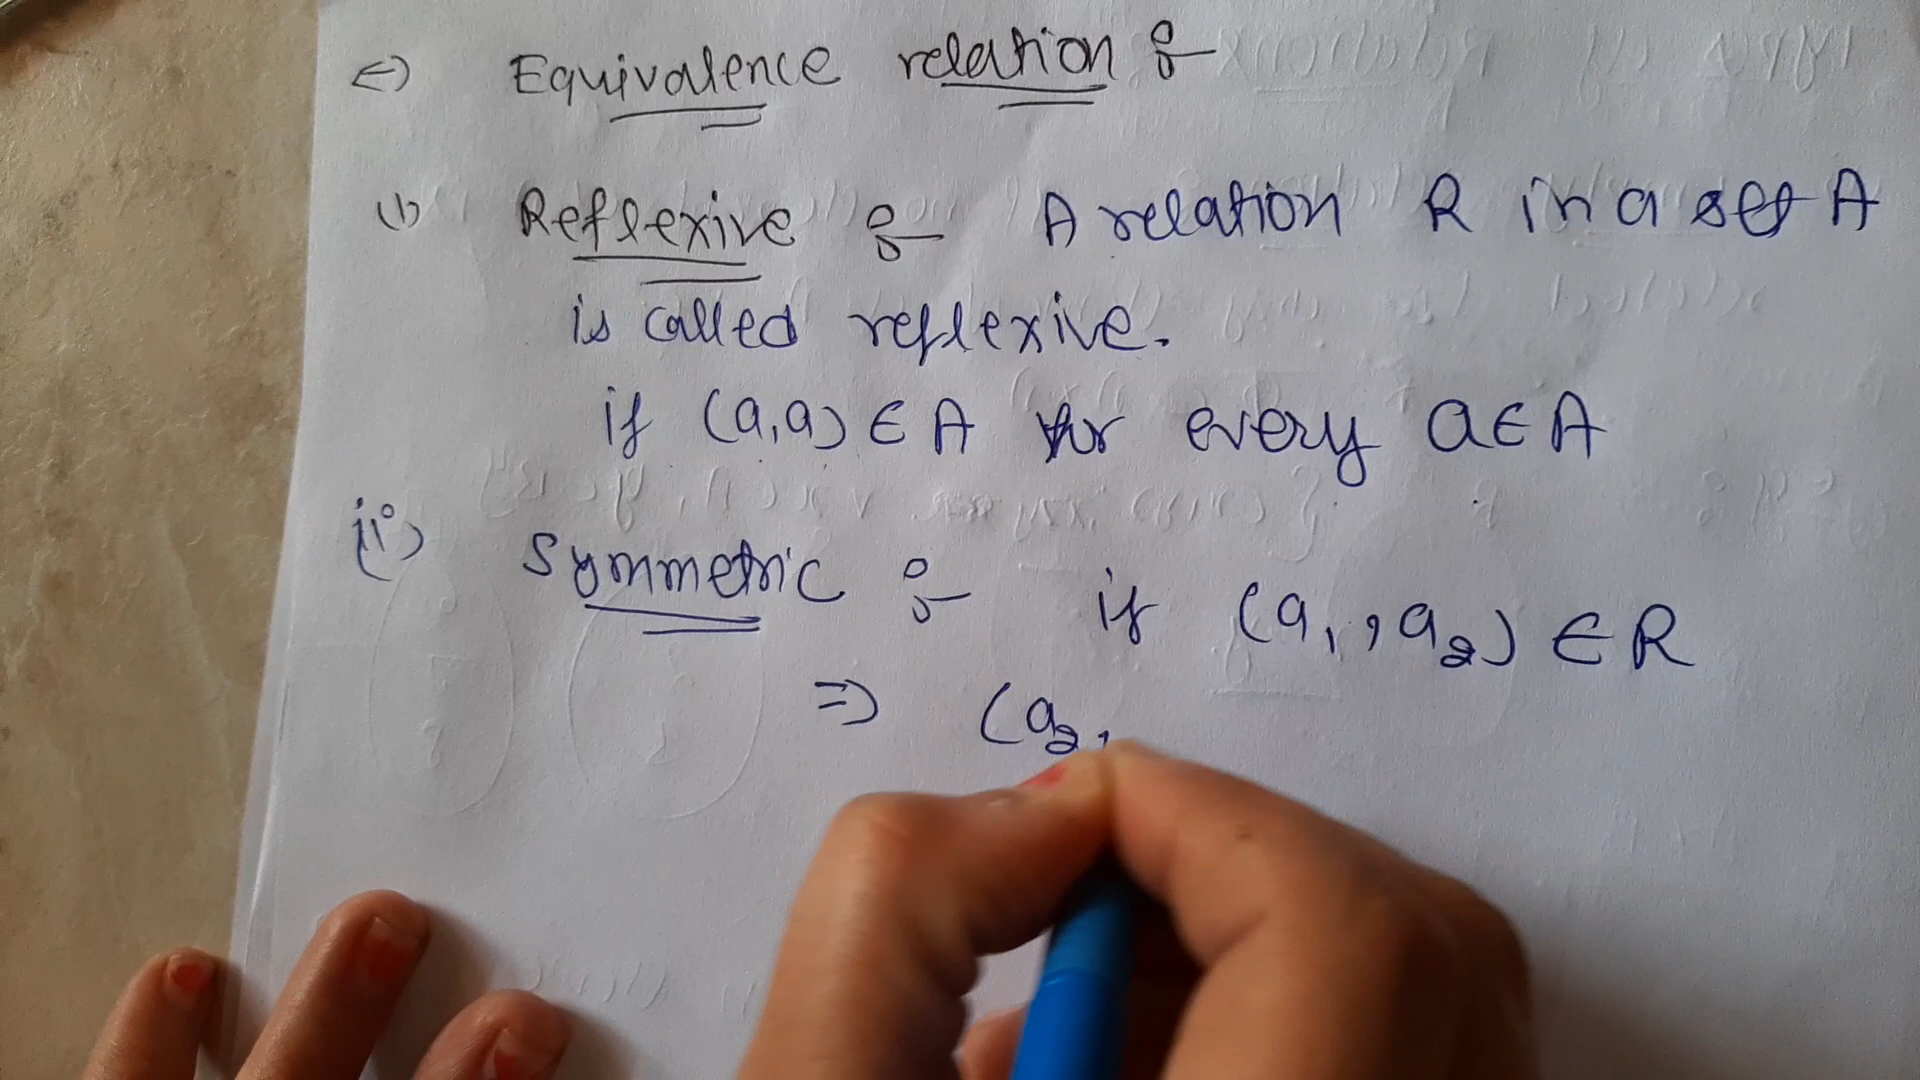 => Equivalence relation :-
(i) Reflexive :- A relation R in a set A
is called reflexive.
if (a,a) ∈ A for every a ∈ A
(ii) Symmetric :- if (a₁, a₂) ∈ R
=> (a₂,